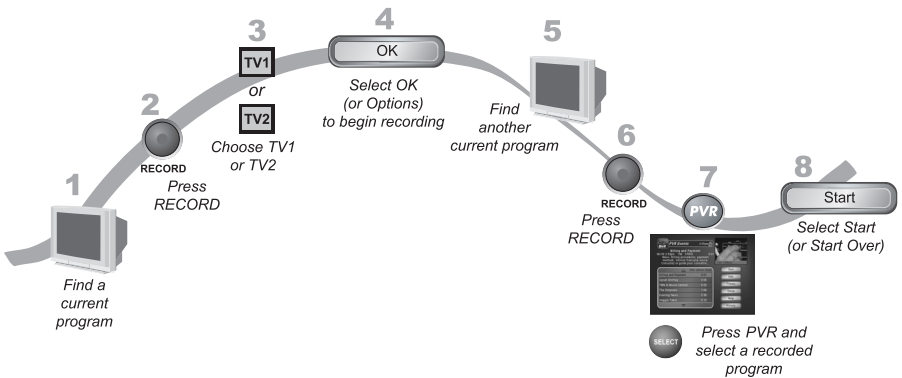 1
Find a
current
program
2
RECORD
Press
RECORD
3
TV1
or
TV2
Choose TV1
or TV2
4
OK
Select OK
(or Options)
to begin recording
5
Find
another
current program
6
RECORD
Press
RECORD
7
PVR
SELECT
Press PVR and
select a recorded
program
8
Start
Select Start
(or Start Over)